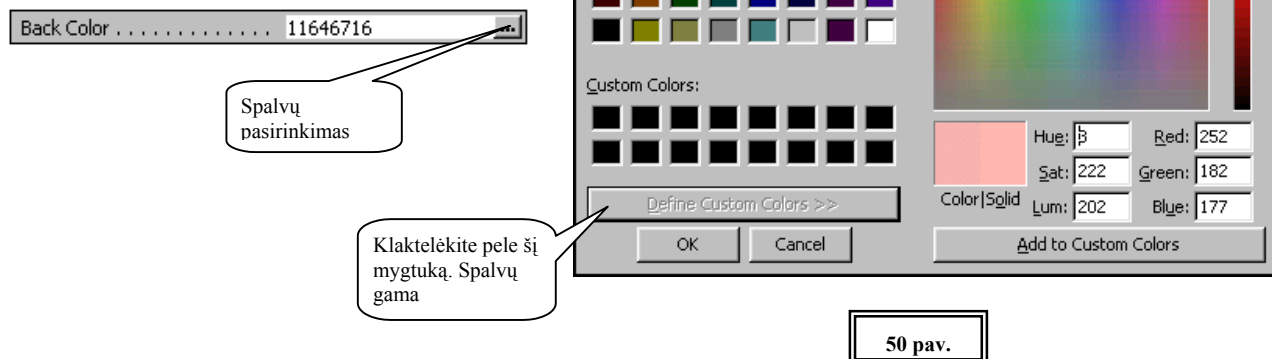 Back Color . . . . . . . . . . . . . 11646716 ...
Spalvų
pasirinkimas
Custom Colors:
Define Custom Colors >>
OK Cancel
Klaktelėkite pele šį
mygtuką. Spalvų
gama
Color|Solid
Hue: Red: 252
Sat: 222 Green: 182
Lum: 202 Blue: 177
Add to Custom Colors
50 pav.